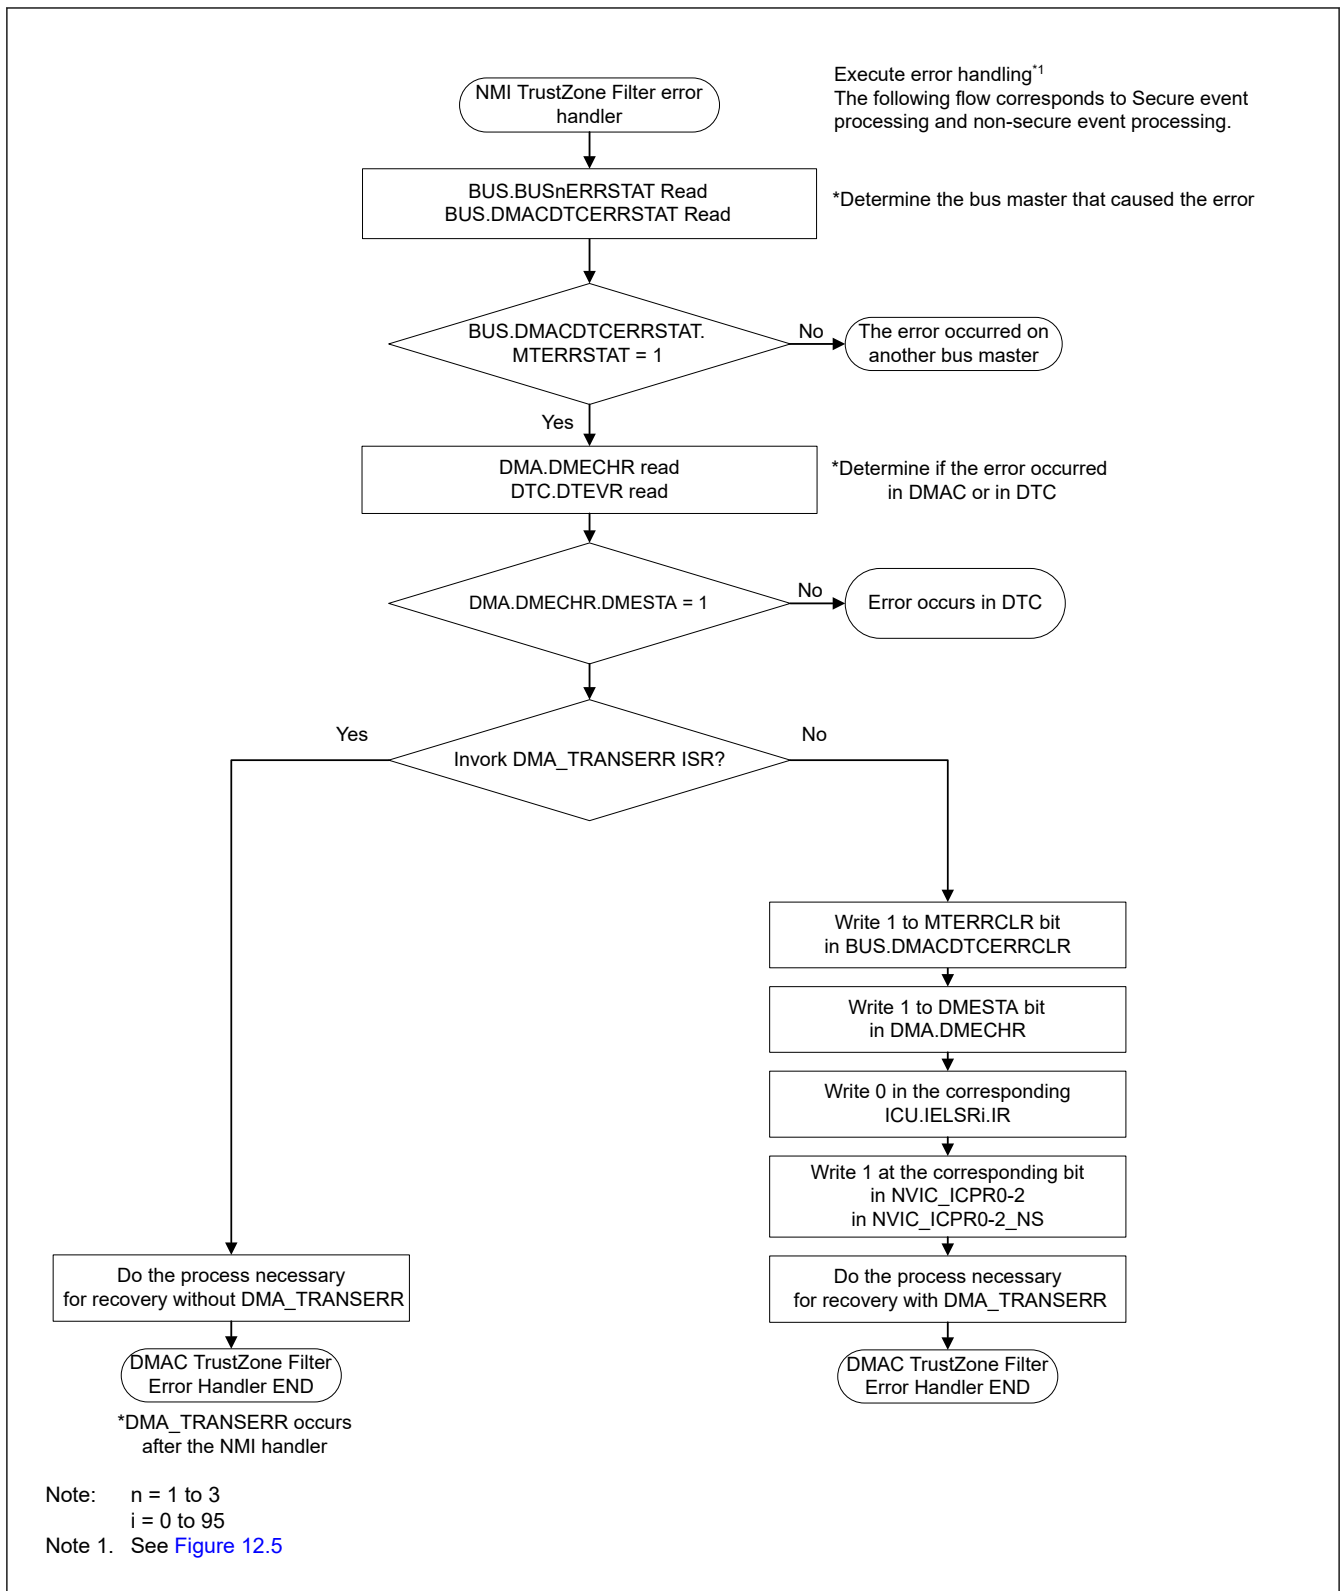 NMI TrustZone Filter error
handler
Execute error handling*1
The following flow corresponds to Secure event
processing and non-secure event processing.
BUS.BUSnERRSTAT Read
BUS.DMACDTCERRSTAT Read
*Determine the bus master that caused the error
BUS.DMACDTCERRSTAT.
MTERRSTAT = 1
No
The error occurred on
another bus master
Yes
DMA.DMECHR read
DTC.DTEVR read
*Determine if the error occurred
in DMAC or in DTC
DMA.DMECHR.DMESTA = 1
No
Error occurs in DTC
Yes
Invork DMA_TRANSERR ISR?
No
Write 1 to MTERRCLR bit
in BUS.DMACDTCERRCLR
Write 1 to DMESTA bit
in DMA.DMECHR
Write 0 in the corresponding
ICU.IELSRi.IR
Write 1 at the corresponding bit
in NVIC_ICPR0-2
in NVIC_ICPR0-2_NS
Do the process necessary
for recovery without DMA_TRANSERR
Do the process necessary
for recovery with DMA_TRANSERR
DMAC TrustZone Filter
Error Handler END
DMAC TrustZone Filter
Error Handler END
*DMA_TRANSERR occurs
after the NMI handler
Note: n = 1 to 3
i = 0 to 95
Note 1. See Figure 12.5